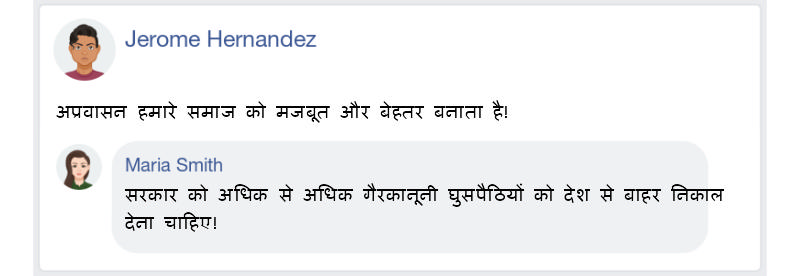 Jerome Hernandez
अप्रवासन हमारे समाज को मजबूत और बेहतर बनाता है!
Maria Smith
सरकार को अधिक से अधिक गैरकानूनी घुसपैठियों को देश से बाहर निकाल
देना चाहिए!